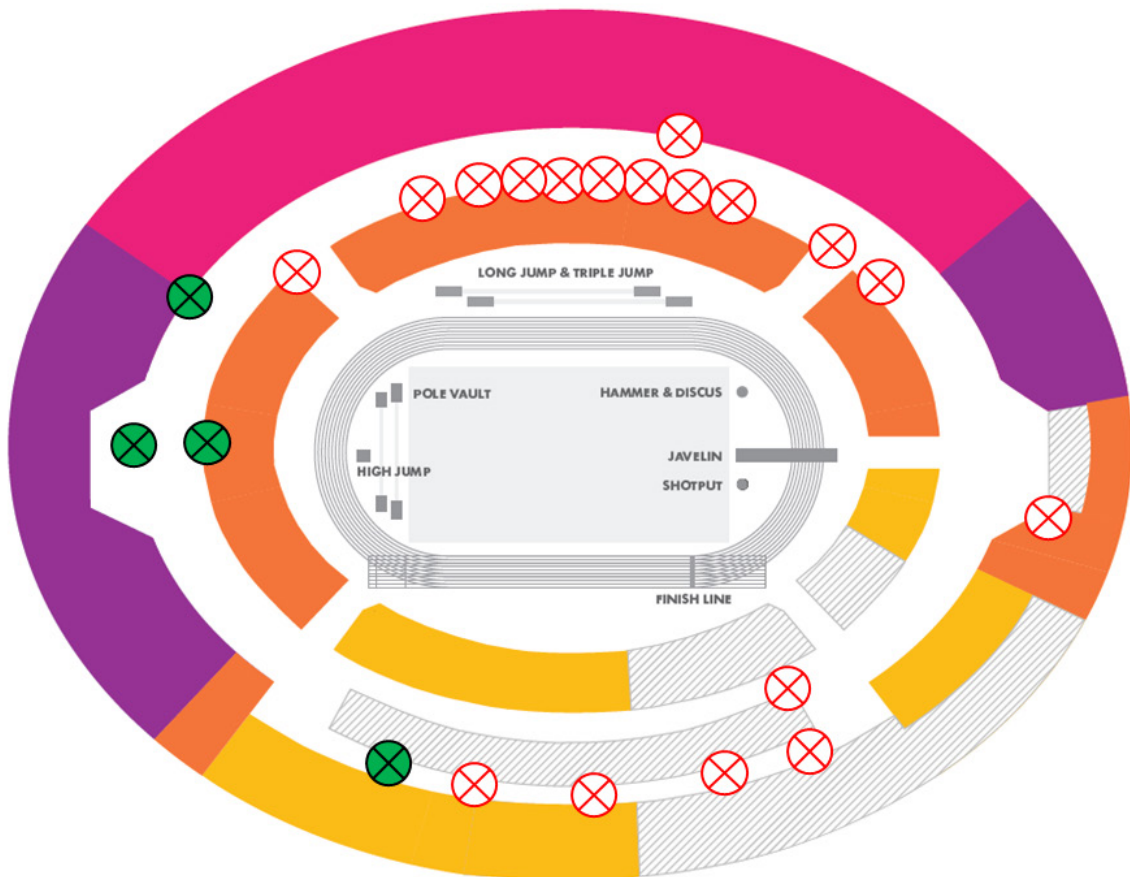 LONG JUMP & TRIPLE JUMP
POLE VAULT
HAMMER & DISCUS
HIGH JUMP
JAVELIN
SHOTPUT
FINISH LINE